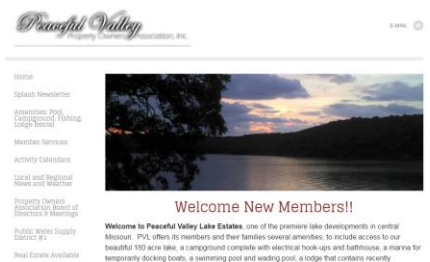 Peaceful Valley
Property Owners Association, Inc.
E-MAIL
Home
Splash Newsletter
Amenities: Pool,
Campground, Fishing,
Lodge Rental
Member Services
Activity Calendars
Local and Regional
News and Weather
Property Owners
Association Board of
Directors & Meetings
Public Water Supply
District #1
Real Estate Available
Welcome New Members!!
Welcome to Peaceful Valley Lake Estates, one of the premiere lake developments in central
Missouri. PVL offers its members and their families several amenities, to include access to our
beautiful 180 acre lake, a campground complete with electrical hook-ups and bathhouse, a marina for
temporarily docking boats, a swimming pool and wading pool, a lodge that contains recently